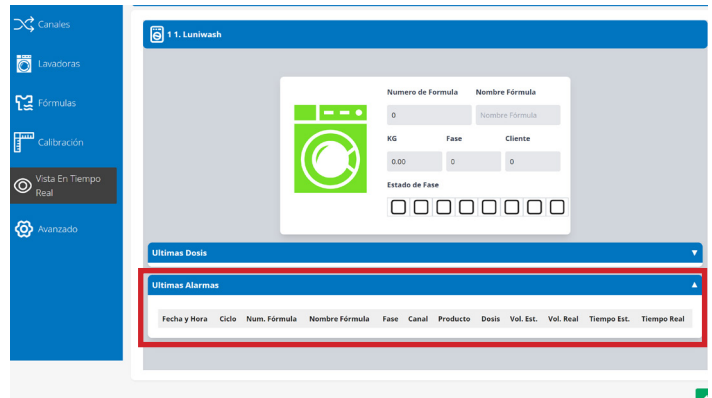 Canales
Lavadoras
Fórmulas
Calibración
Vista En Tiempo
Real
Avanzado
1 1. Luniwash
Numero de Formula Nombre Fórmula
0 Nombre Fórmula
KG Fase Cliente
0.00 0 0
Estado de Fase
Ultimas Dosis
Ultimas Alarmas
Fecha y Hora Ciclo Num. Fórmula Nombre Fórmula Fase Canal Producto Dosis Vol. Est. Vol. Real Tiempo Est. Tiempo Real